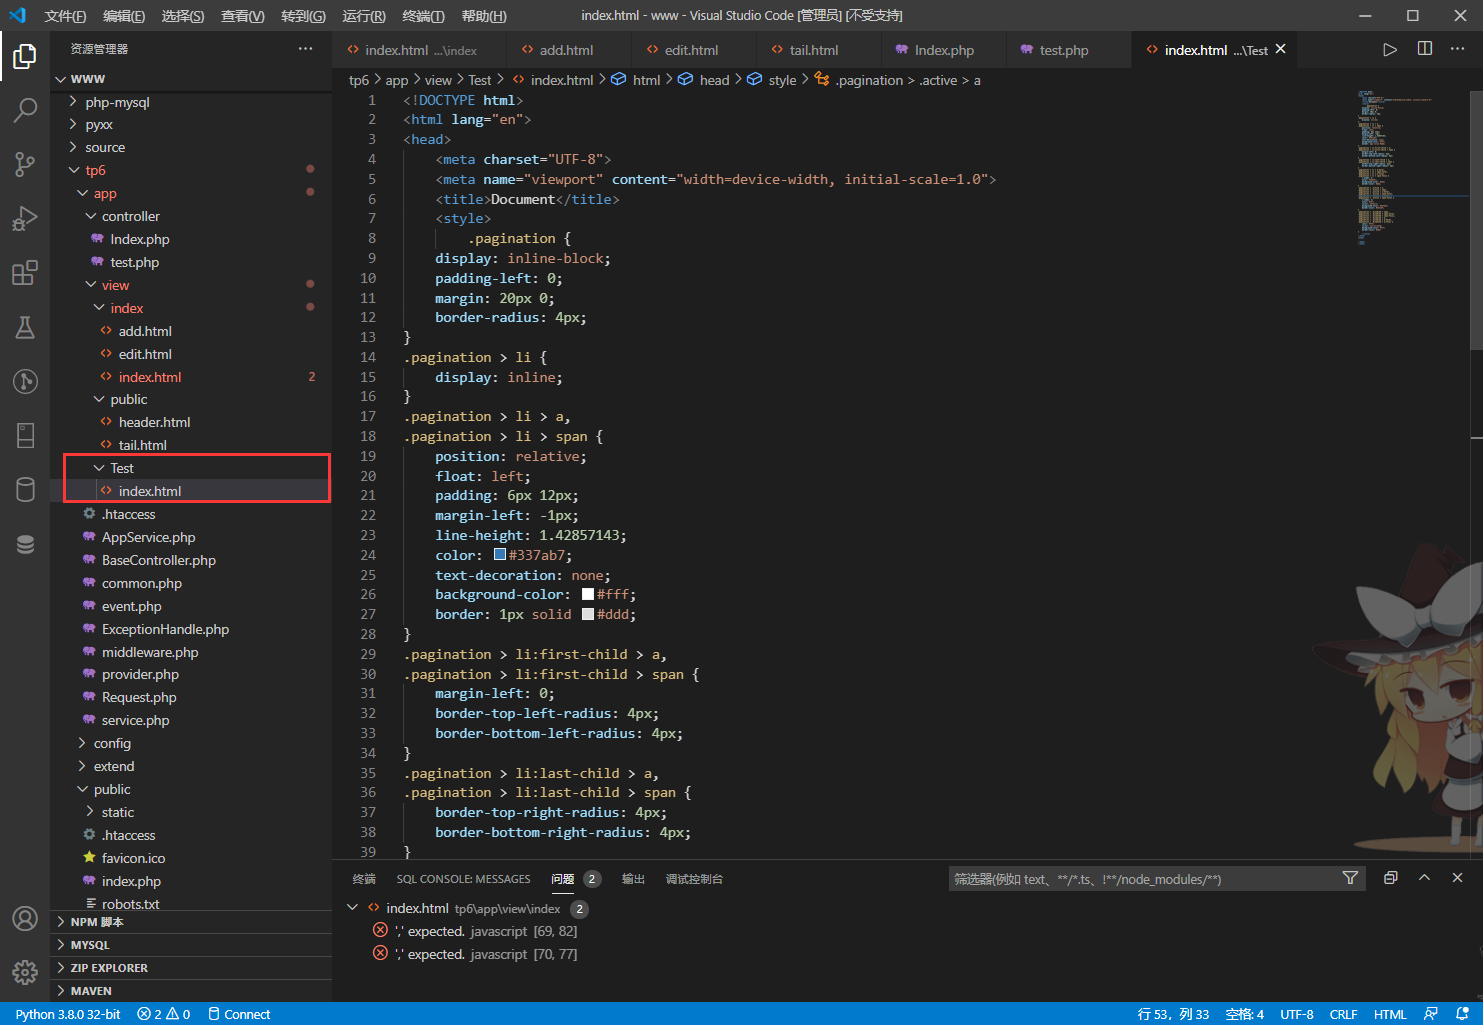 文件(F) 编辑(E) 选择(S) 查看(V) 转到(G) 运行(R) 终端(T) 帮助(H) index.html - www - Visual Studio Code [管理员] [不受支持]
资源管理器
index.html ...\index add.html edit.html tail.html Index.php test.php index.html ...\Test
WWW
tp6 > app > view > Test > index.html > html > head > style > .pagination > .active > a
php-mysql
pyxx
source
tp6
app
controller
Index.php
test.php
view
index
add.html
edit.html
index.html 2
public
header.html
tail.html
Test
index.html
.htaccess
AppService.php
BaseController.php
common.php
event.php
ExceptionHandle.php
middleware.php
provider.php
Request.php
service.php
config
extend
public
static
.htaccess
favicon.ico
index.php
robots.txt
NPM 脚本
MYSQL
ZIP EXPLORER
MAVEN
1 <!DOCTYPE html>
2 <html lang="en">
3 <head>
4 <meta charset="UTF-8">
5 <meta name="viewport" content="width=device-width, initial-scale=1.0">
6 <title>Document</title>
7 <style>
8 .pagination {
9 display: inline-block;
10 padding-left: 0;
11 margin: 20px 0;
12 border-radius: 4px;
13 }
14 .pagination > li {
15 display: inline;
16 }
17 .pagination > li > a,
18 .pagination > li > span {
19 position: relative;
20 float: left;
21 padding: 6px 12px;
22 margin-left: -1px;
23 line-height: 1.42857143;
24 color: #337ab7;
25 text-decoration: none;
26 background-color: #fff;
27 border: 1px solid #ddd;
28 }
29 .pagination > li:first-child > a,
30 .pagination > li:first-child > span {
31 margin-left: 0;
32 border-top-left-radius: 4px;
33 border-bottom-left-radius: 4px;
34 }
35 .pagination > li:last-child > a,
36 .pagination > li:last-child > span {
37 border-top-right-radius: 4px;
38 border-bottom-right-radius: 4px;
39 }
终端 SQL CONSOLE: MESSAGES 问题 2 输出 调试控制台 筛选器(例如 text、**/*.ts、!**/node_modules/**)
index.html tp6\app\view\index 2
',' expected. javascript [69, 82]
',' expected. javascript [70, 77]
Python 3.8.0 32-bit 2 0 Connect 行 53，列 33 空格: 4 UTF-8 CRLF HTML